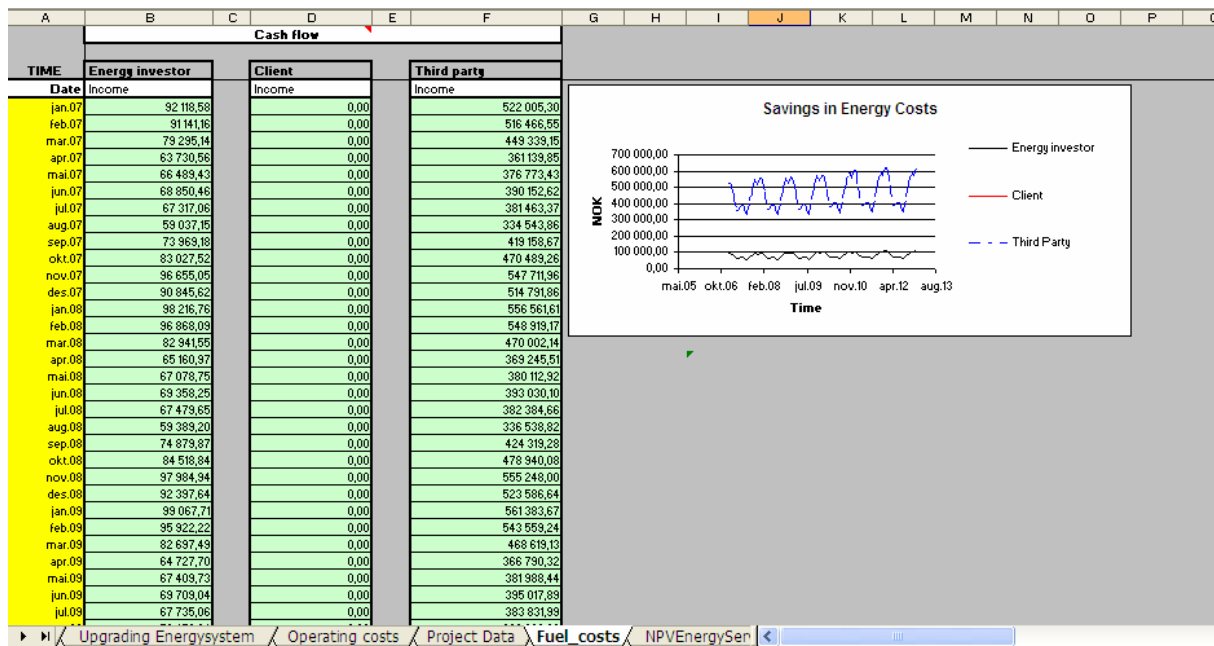 A B C D E F G H I J K L M N O P
Cash flow
TIME Energy investor Client Third party
Date Income Income Income
jan.07 92 118,58 0,00 522 005,30
feb.07 91 141,16 0,00 516 466,55
mar.07 79 295,14 0,00 449 339,15
apr.07 63 730,56 0,00 361 139,85
mai.07 66 489,43 0,00 376 773,43
jun.07 68 850,46 0,00 390 152,62
jul.07 67 317,06 0,00 381 463,37
aug.07 59 037,15 0,00 334 543,86
sep.07 73 969,18 0,00 419 158,67
okt.07 83 027,52 0,00 470 489,26
nov.07 96 655,05 0,00 547 711,96
des.07 90 845,62 0,00 514 791,86
jan.08 98 216,76 0,00 556 561,61
feb.08 96 868,09 0,00 548 919,17
mar.08 82 941,55 0,00 470 002,14
apr.08 65 160,97 0,00 369 245,51
mai.08 67 078,75 0,00 380 112,92
jun.08 69 358,25 0,00 393 030,10
jul.08 67 479,65 0,00 382 384,66
aug.08 59 389,20 0,00 336 538,82
sep.08 74 879,87 0,00 424 319,28
okt.08 84 518,84 0,00 478 940,08
nov.08 97 984,94 0,00 555 248,00
des.08 92 397,64 0,00 523 586,64
jan.09 99 067,71 0,00 561 383,67
feb.09 95 922,22 0,00 543 559,24
mar.09 82 697,49 0,00 468 619,13
apr.09 64 727,70 0,00 366 790,32
mai.09 67 409,73 0,00 381 988,44
jun.09 69 709,04 0,00 395 017,89
jul.09 67 735,06 0,00 383 831,99
Savings in Energy Costs
700 000,00
600 000,00
500 000,00
400 000,00
300 000,00
200 000,00
100 000,00
0,00
NOK
mai.05 okt.06 feb.08 jul.09 nov.10 apr.12 aug.13
Time
Energy investor
Client
Third Party
Upgrading Energysystem Operating costs Project Data Fuel_costs NPVEnergySer